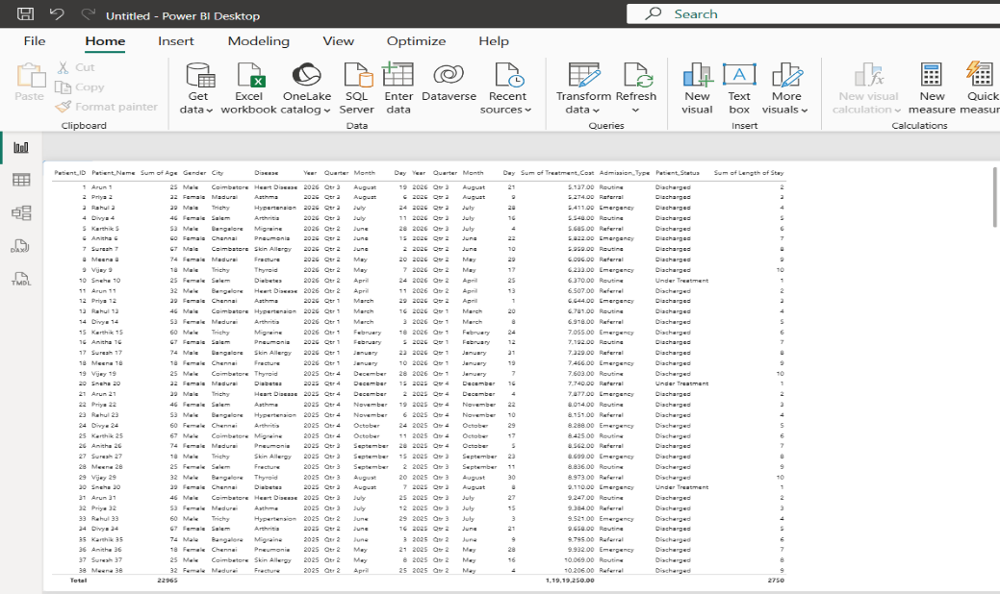 Untitled - Power BI Desktop
Search
File Home Insert Modeling View Optimize Help
Paste
Cut
Copy
Format painter
Clipboard
Get data
Excel workbook
OneLake catalog
SQL Server
Enter data
Dataverse
Recent sources
Data
Transform data
Refresh
Queries
New visual
Text box
More visuals
Insert
New visual calculation
New measure
Quick measur
Calculations
DAX
TMDL
Patient_ID Patient_Name Sum of Age Gender City Disease Year Quarter Month Day Year Quarter Month Day Sum of Treatment_Cost Admission_Type Patient_Status Sum of Length of Stay
1 Arun 1 25 Male Coimbatore Heart Disease 2026 Qtr 3 August 19 2026 Qtr 3 August 21 5,137.00 Routine Discharged 2
2 Priya 2 32 Female Madurai Asthma 2026 Qtr 3 August 6 2026 Qtr 3 August 9 5,274.00 Referral Discharged 3
3 Rahul 3 39 Male Trichy Hypertension 2026 Qtr 3 July 24 2026 Qtr 3 July 28 5,411.00 Emergency Discharged 4
4 Divya 4 46 Female Salem Arthritis 2026 Qtr 3 July 11 2026 Qtr 3 July 16 5,548.00 Routine Discharged 5
5 Karthik 5 53 Male Bangalore Migraine 2026 Qtr 2 June 28 2026 Qtr 3 July 4 5,685.00 Referral Discharged 6
6 Anitha 6 60 Female Chennai Pneumonia 2026 Qtr 2 June 15 2026 Qtr 2 June 22 5,822.00 Emergency Discharged 7
7 Suresh 7 67 Male Coimbatore Skin Allergy 2026 Qtr 2 June 2 2026 Qtr 2 June 10 5,959.00 Routine Discharged 8
8 Meena 8 74 Female Madurai Fracture 2026 Qtr 2 May 20 2026 Qtr 2 May 29 6,096.00 Referral Discharged 9
9 Vijay 9 18 Male Trichy Thyroid 2026 Qtr 2 May 7 2026 Qtr 2 May 17 6,233.00 Emergency Discharged 10
10 Sneha 10 25 Female Salem Diabetes 2026 Qtr 2 April 24 2026 Qtr 2 April 25 6,370.00 Routine Under Treatment 1
11 Arun 11 32 Male Bangalore Heart Disease 2026 Qtr 2 April 11 2026 Qtr 2 April 13 6,507.00 Referral Discharged 2
12 Priya 12 39 Female Chennai Asthma 2026 Qtr 1 March 29 2026 Qtr 2 April 1 6,644.00 Emergency Discharged 3
13 Rahul 13 46 Male Coimbatore Hypertension 2026 Qtr 1 March 16 2026 Qtr 1 March 20 6,781.00 Routine Discharged 4
14 Divya 14 53 Female Madurai Arthritis 2026 Qtr 1 March 3 2026 Qtr 1 March 8 6,918.00 Referral Discharged 5
15 Karthik 15 60 Male Trichy Migraine 2026 Qtr 1 February 18 2026 Qtr 1 February 24 7,055.00 Emergency Discharged 6
16 Anitha 16 67 Female Salem Pneumonia 2026 Qtr 1 February 5 2026 Qtr 1 February 12 7,192.00 Routine Discharged 7
17 Suresh 17 74 Male Bangalore Skin Allergy 2026 Qtr 1 January 23 2026 Qtr 1 January 31 7,329.00 Referral Discharged 8
18 Meena 18 18 Female Chennai Fracture 2026 Qtr 1 January 10 2026 Qtr 1 January 19 7,466.00 Emergency Discharged 9
19 Vijay 19 25 Male Coimbatore Thyroid 2025 Qtr 4 December 28 2026 Qtr 1 January 7 7,603.00 Routine Discharged 10
20 Sneha 20 32 Female Madurai Diabetes 2025 Qtr 4 December 15 2025 Qtr 4 December 16 7,740.00 Referral Under Treatment 1
21 Arun 21 39 Male Trichy Heart Disease 2025 Qtr 4 December 2 2025 Qtr 4 December 4 7,877.00 Emergency Discharged 2
22 Priya 22 46 Female Salem Asthma 2025 Qtr 4 November 19 2025 Qtr 4 November 22 8,014.00 Routine Discharged 3
23 Rahul 23 53 Male Bangalore Hypertension 2025 Qtr 4 November 6 2025 Qtr 4 November 10 8,151.00 Referral Discharged 4
24 Divya 24 60 Female Chennai Arthritis 2025 Qtr 4 October 24 2025 Qtr 4 October 29 8,288.00 Emergency Discharged 5
25 Karthik 25 67 Male Coimbatore Migraine 2025 Qtr 4 October 11 2025 Qtr 4 October 17 8,425.00 Routine Discharged 6
26 Anitha 26 74 Female Madurai Pneumonia 2025 Qtr 3 September 28 2025 Qtr 4 October 5 8,562.00 Referral Discharged 7
27 Suresh 27 18 Male Trichy Skin Allergy 2025 Qtr 3 September 15 2025 Qtr 3 September 23 8,699.00 Emergency Discharged 8
28 Meena 28 25 Female Salem Fracture 2025 Qtr 3 September 2 2025 Qtr 3 September 11 8,836.00 Routine Discharged 9
29 Vijay 29 32 Male Bangalore Thyroid 2025 Qtr 3 August 20 2025 Qtr 3 August 30 8,973.00 Referral Discharged 10
30 Sneha 30 39 Female Chennai Diabetes 2025 Qtr 3 August 7 2025 Qtr 3 August 8 9,110.00 Emergency Under Treatment 1
31 Arun 31 46 Male Coimbatore Heart Disease 2025 Qtr 3 July 25 2025 Qtr 3 July 27 9,247.00 Routine Discharged 2
32 Priya 32 53 Female Madurai Asthma 2025 Qtr 3 July 12 2025 Qtr 3 July 15 9,384.00 Referral Discharged 3
33 Rahul 33 60 Male Trichy Hypertension 2025 Qtr 2 June 29 2025 Qtr 3 July 3 9,521.00 Emergency Discharged 4
34 Divya 34 67 Female Salem Arthritis 2025 Qtr 2 June 16 2025 Qtr 2 June 21 9,658.00 Routine Discharged 5
35 Karthik 35 74 Male Bangalore Migraine 2025 Qtr 2 June 3 2025 Qtr 2 June 9 9,795.00 Referral Discharged 6
36 Anitha 36 18 Female Chennai Pneumonia 2025 Qtr 2 May 21 2025 Qtr 2 May 28 9,932.00 Emergency Discharged 7
37 Suresh 37 25 Male Coimbatore Skin Allergy 2025 Qtr 2 May 8 2025 Qtr 2 May 16 10,069.00 Routine Discharged 8
38 Meena 38 32 Female Madurai Fracture 2025 Qtr 2 April 25 2025 Qtr 2 May 4 10,206.00 Referral Discharged 9
Total 22965 1,19,19,250.00 2750